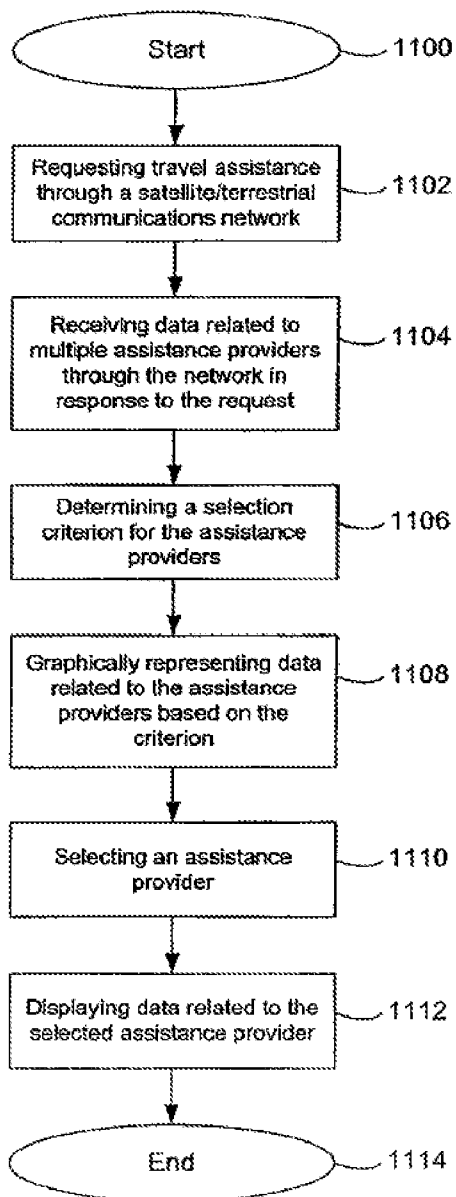 Start
1100
Requesting travel assistance
through a satellite/terrestrial
communications network
1102
Receiving data related to
multiple assistance providers
through the network in
response to the request
1104
Determining a selection
criterion for the assistance
providers
1106
Graphically representing data
related to the assistance
providers based on the
criterion
1108
Selecting an assistance
provider
1110
Displaying data related to the
selected assistance provider
1112
End
1114